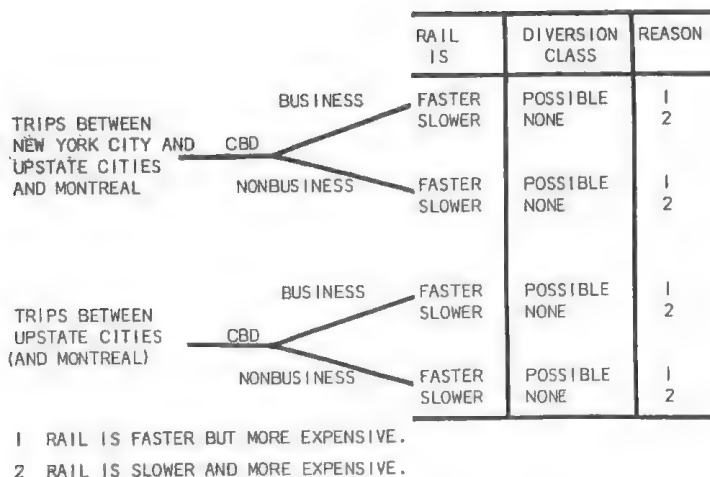 RAIL IS DIVERSION CLASS REASON
BUSINESS FASTER POSSIBLE 1
SLOWER NONE 2
TRIPS BETWEEN
NEW YORK CITY AND
UPSTATE CITIES
AND MONTREAL
CBD
NONBUSINESS FASTER POSSIBLE 1
SLOWER NONE 2
BUSINESS FASTER POSSIBLE 1
SLOWER NONE 2
TRIPS BETWEEN
UPSTATE CITIES
(AND MONTREAL)
CBD
NONBUSINESS FASTER POSSIBLE 1
SLOWER NONE 2
1 RAIL IS FASTER BUT MORE EXPENSIVE.
2 RAIL IS SLOWER AND MORE EXPENSIVE.